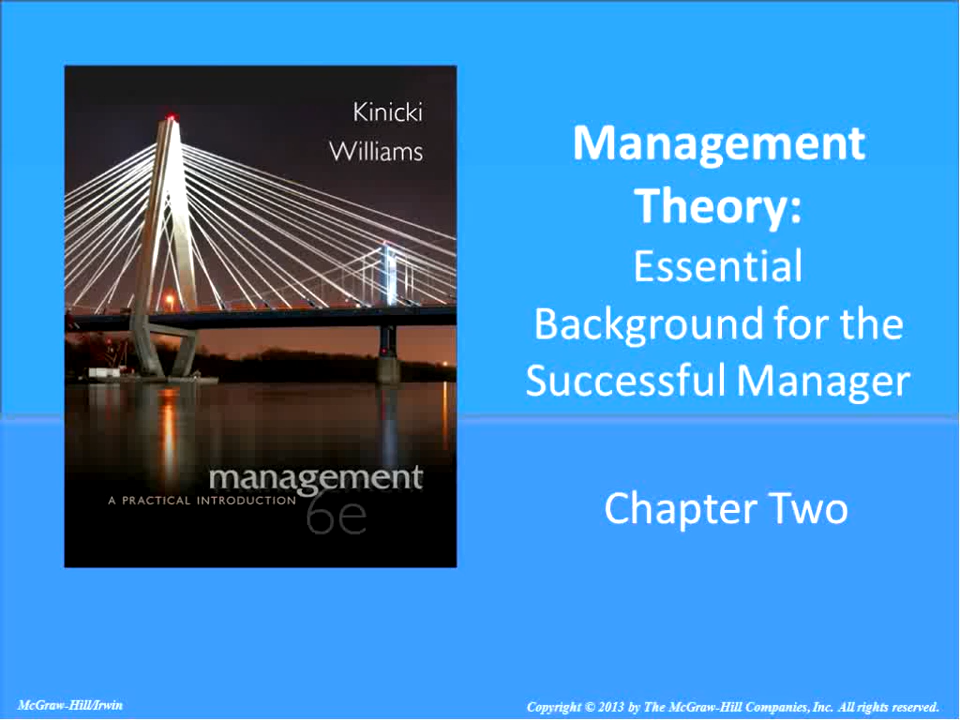 Kinicki
Williams
management
A PRACTICAL INTRODUCTION
6e
Management
Theory:
Essential
Background for the
Successful Manager
Chapter Two
McGraw-Hill/Irwin
Copyright © 2013 by The McGraw-Hill Companies, Inc. All rights reserved.